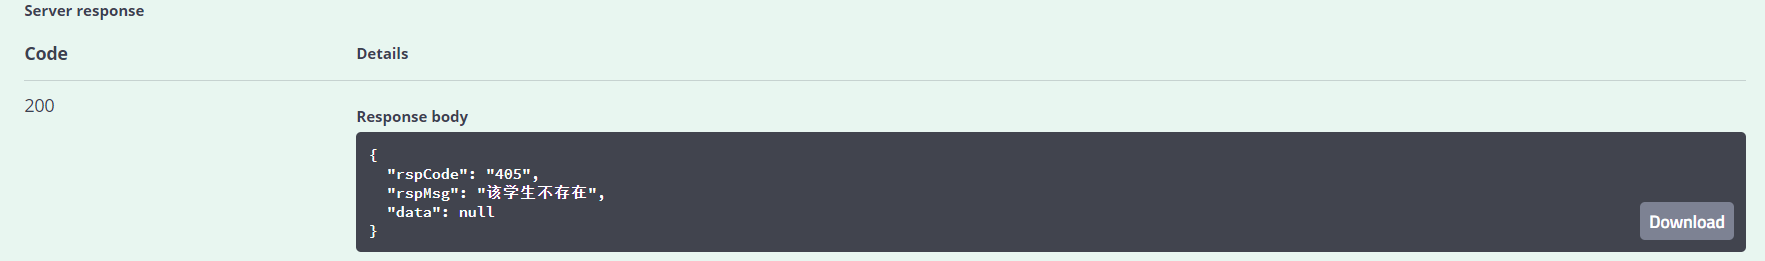 Server response
Code Details
200
Response body
{
"rspCode": "405",
"rspMsg": "该学生不存在",
"data": null
}
Download